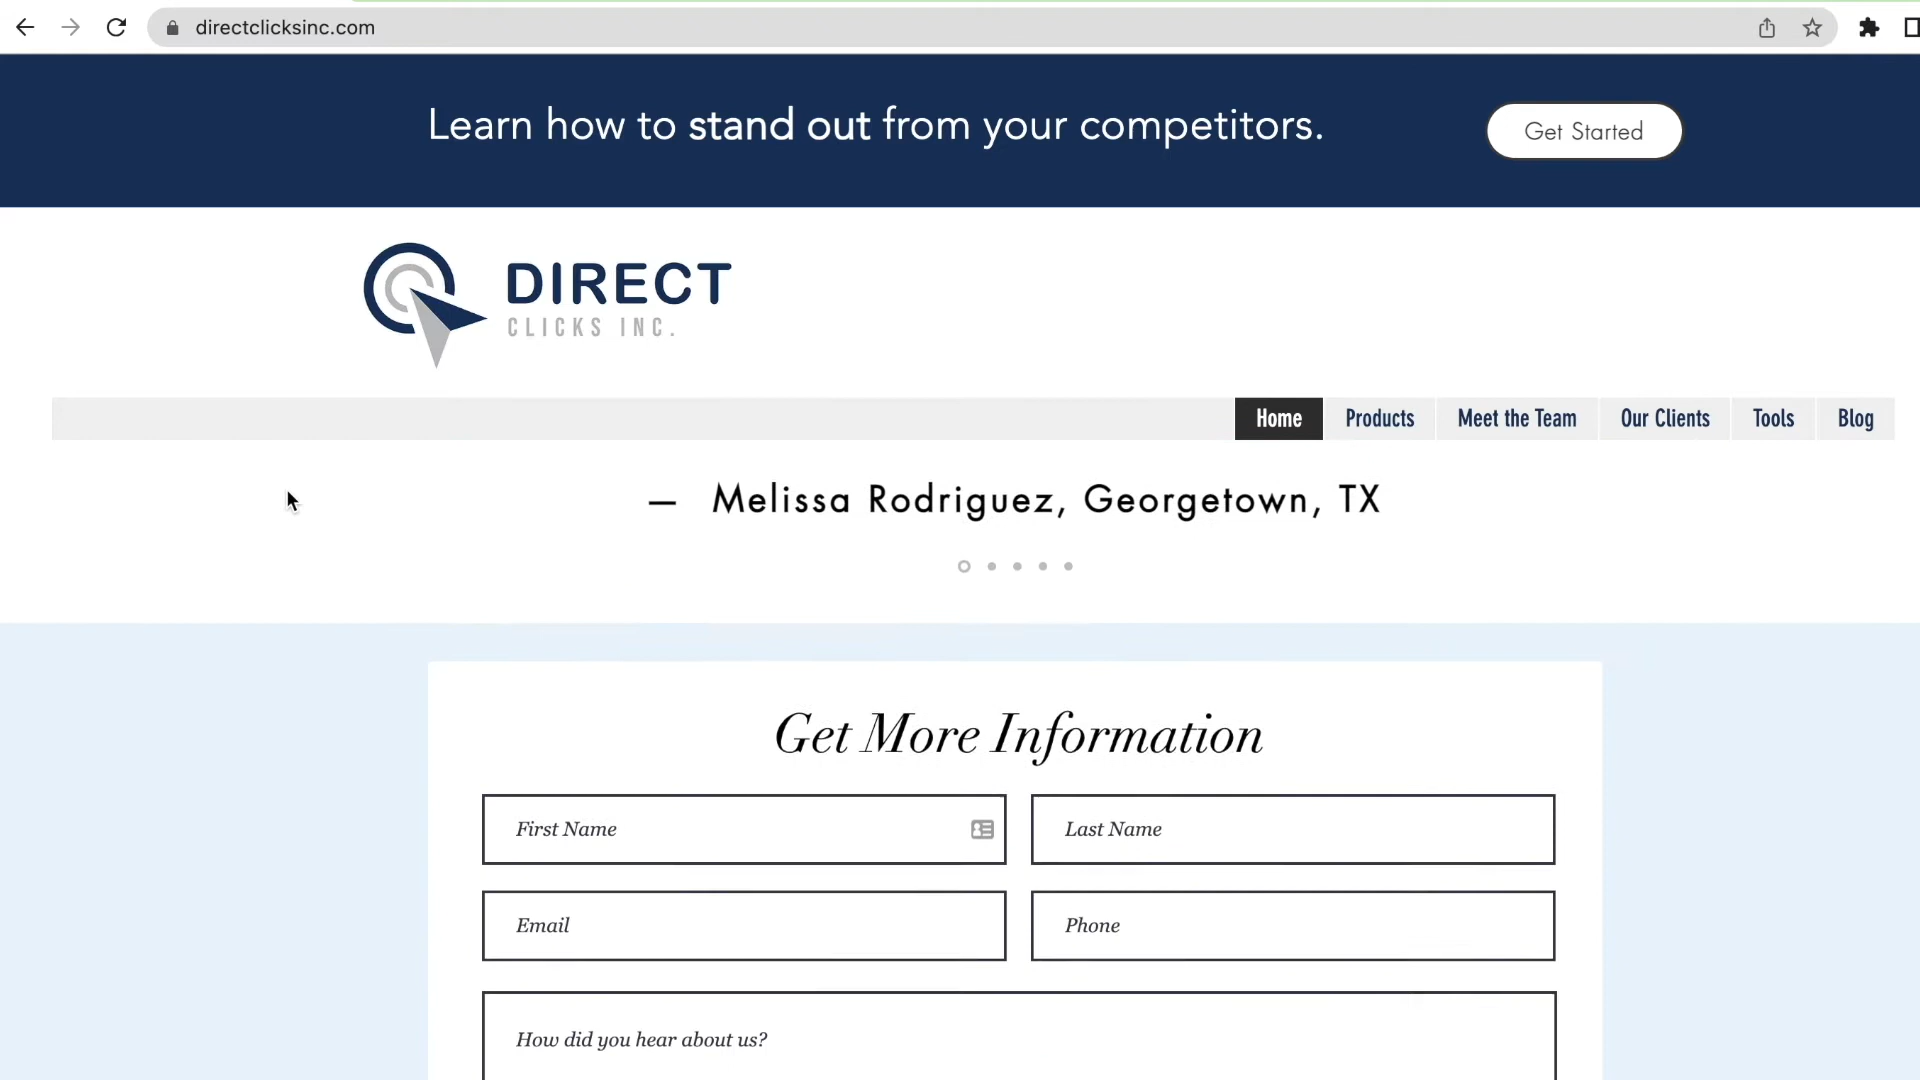 directclicksinc.com
Learn how to stand out from your competitors.
Get Started
DIRECT
CLICKS INC.
Home
Products
Meet the Team
Our Clients
Tools
Blog
— Melissa Rodriguez, Georgetown, TX
Get More Information
First Name
Last Name
Email
Phone
How did you hear about us?